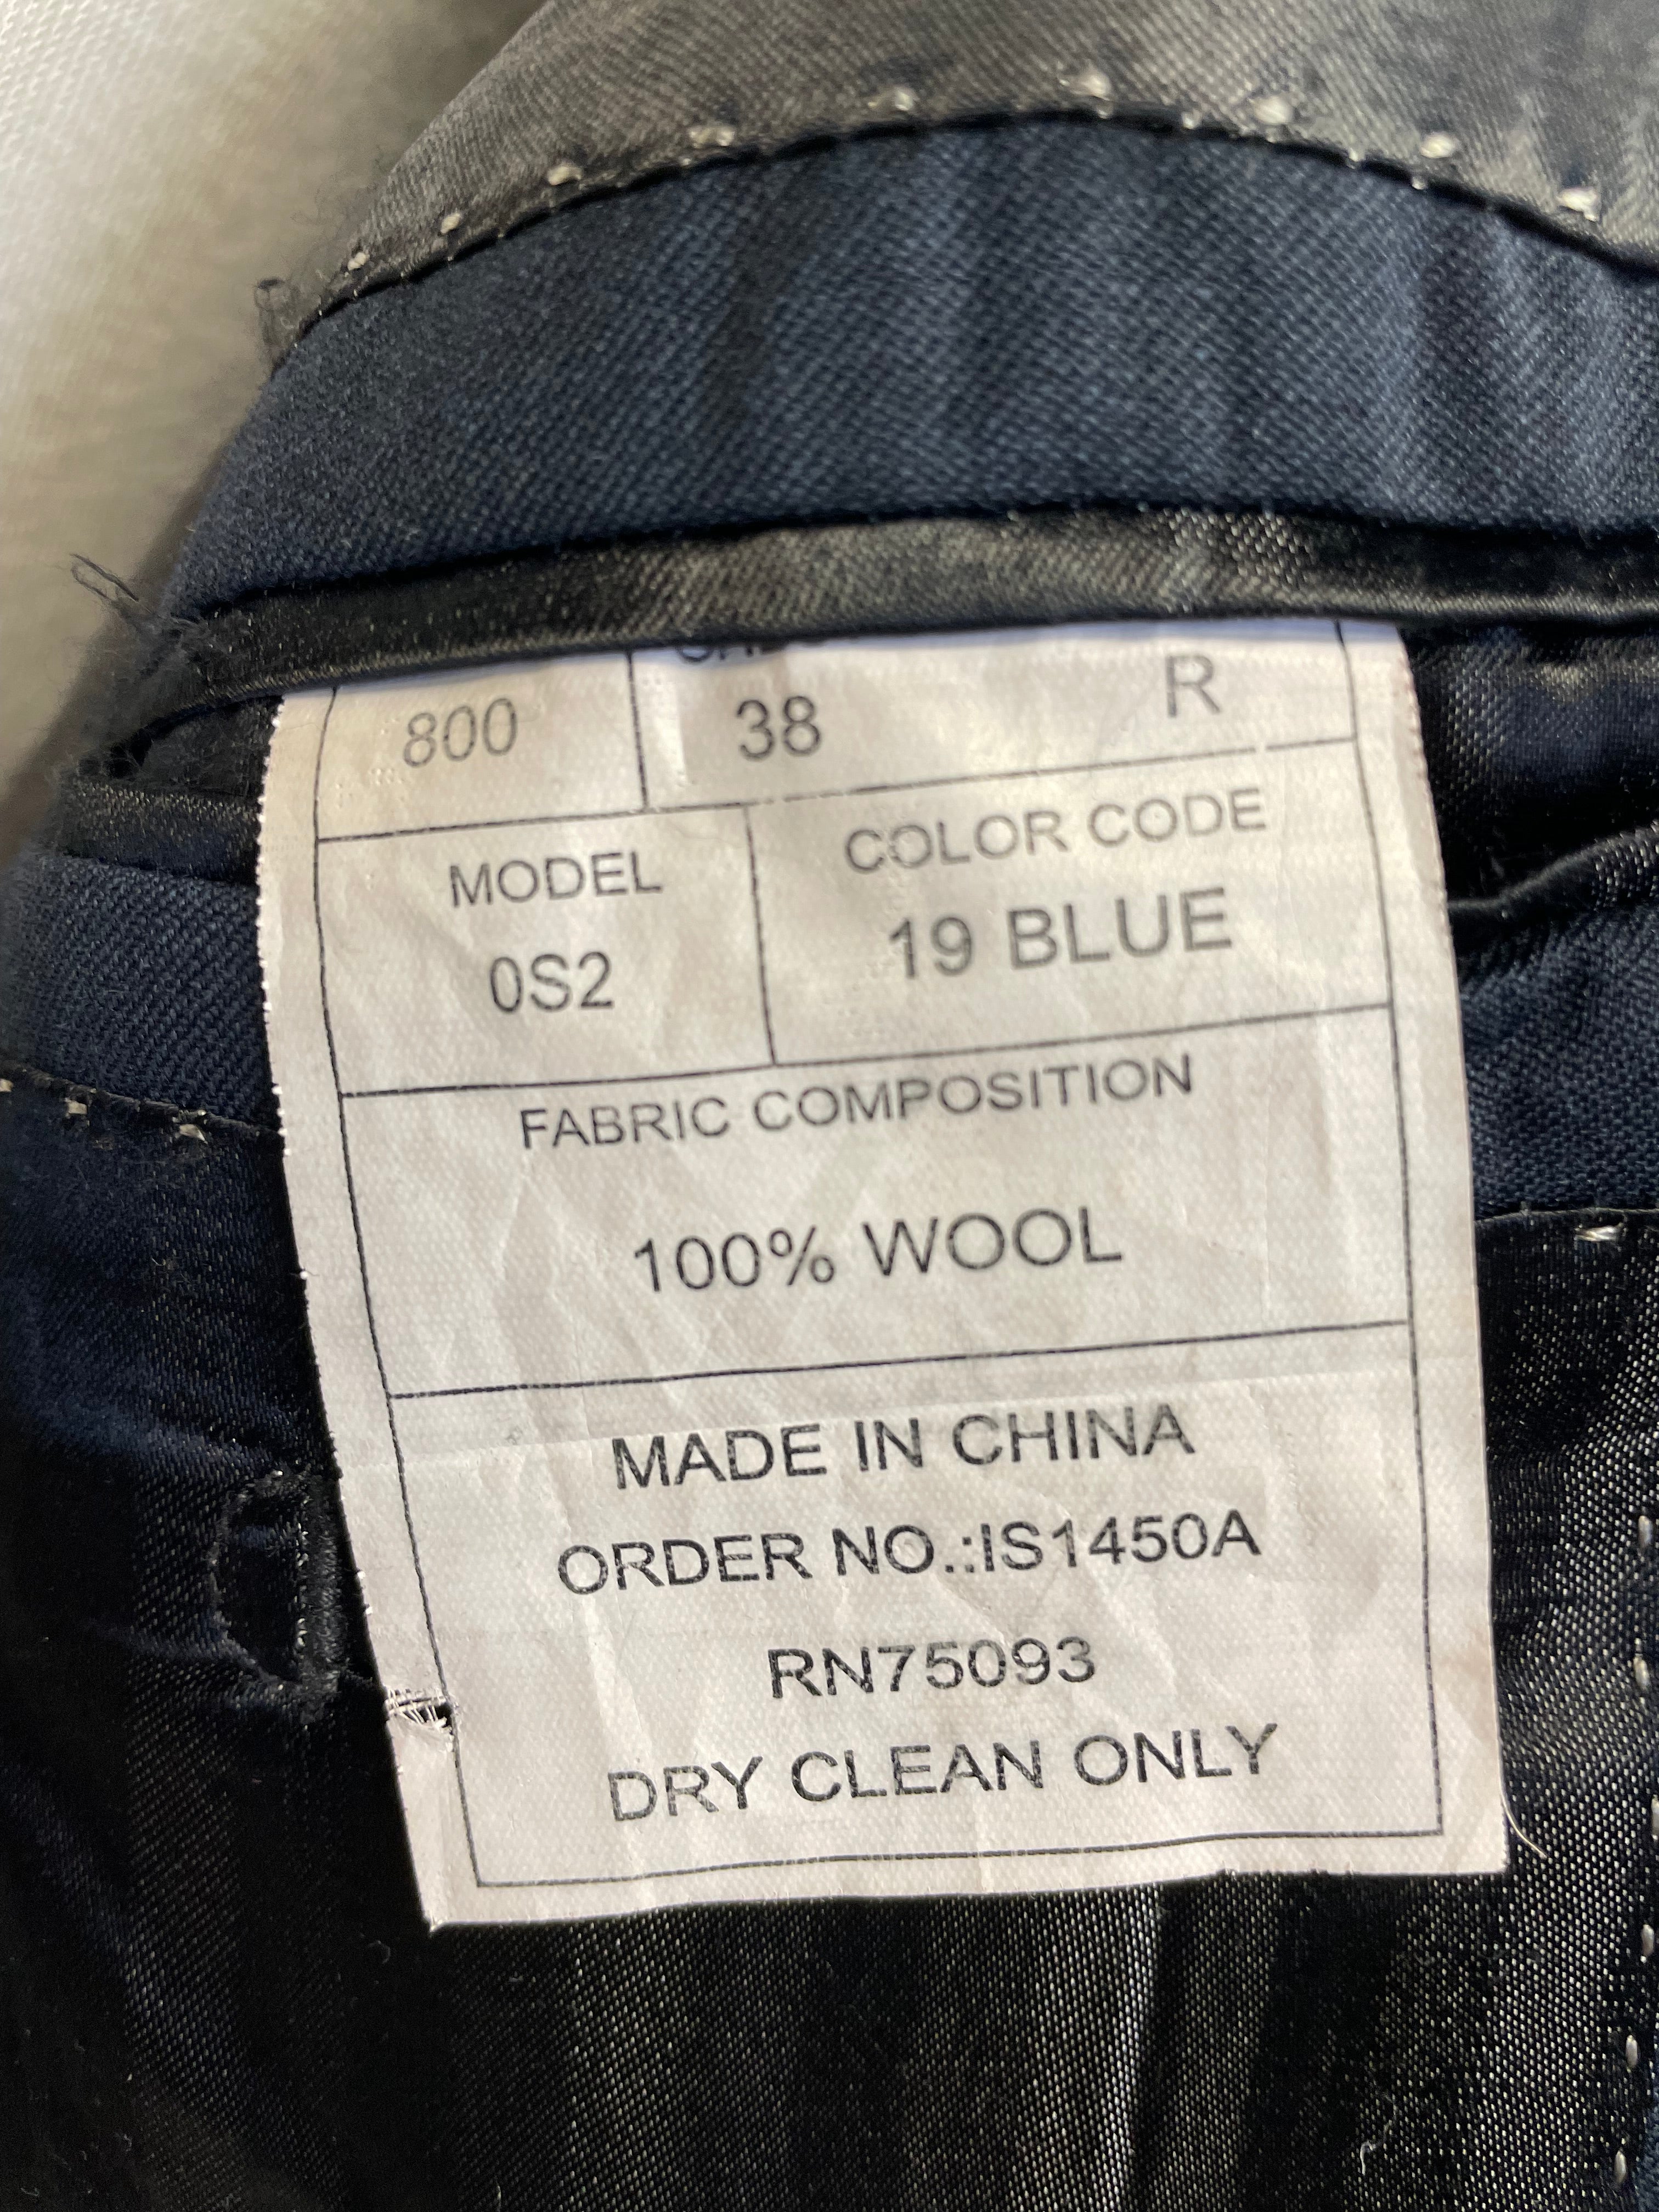 800 38 R
MODEL COLOR CODE
0S2 19 BLUE
FABRIC COMPOSITION
100% WOOL
MADE IN CHINA
ORDER NO.:IS1450A
RN75093
DRY CLEAN ONLY